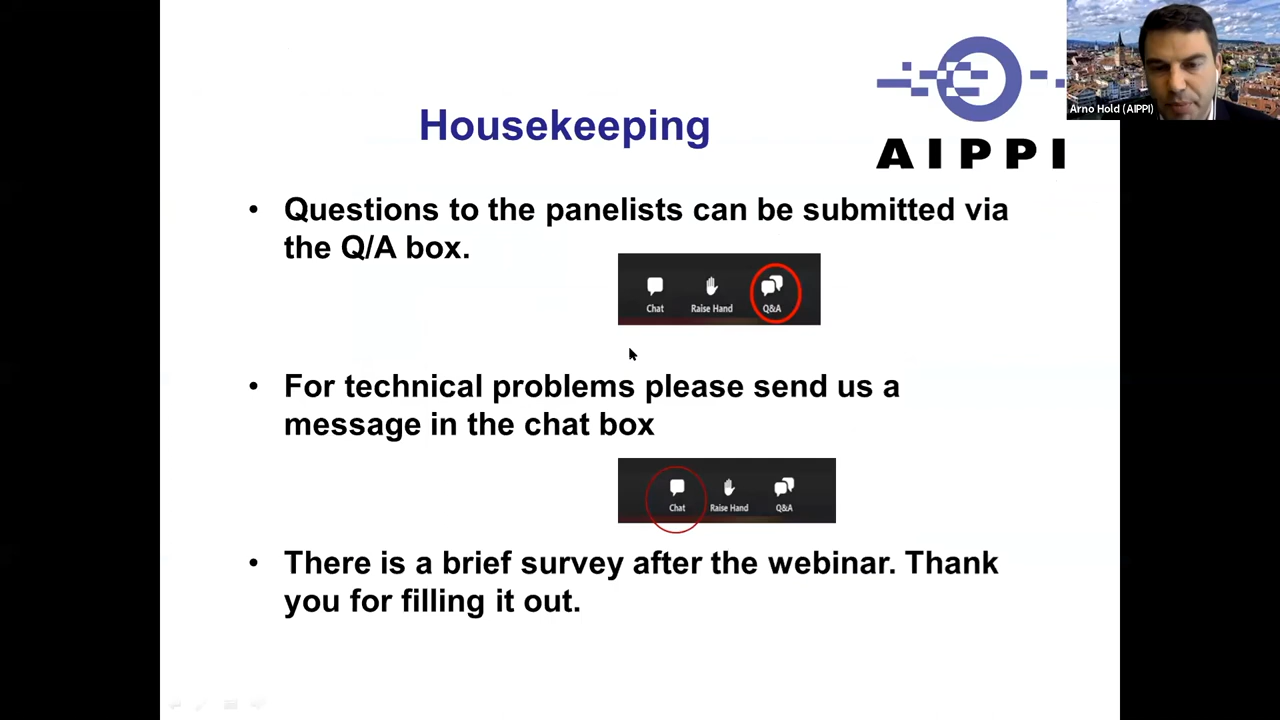 Arno Hold (AIPPI)
AIPPI
Housekeeping
• Questions to the panelists can be submitted via
the Q/A box.
Chat Raise Hand Q&A
• For technical problems please send us a
message in the chat box
Chat Raise Hand Q&A
• There is a brief survey after the webinar. Thank
you for filling it out.